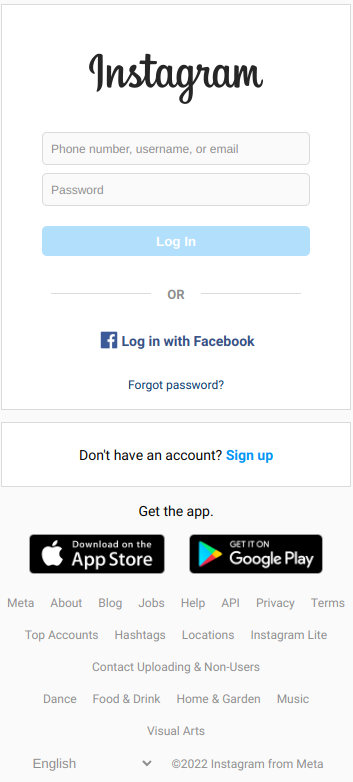 Instagram
Phone number, username, or email
Password
Log In
OR
Log in with Facebook
Forgot password?
Don't have an account? Sign up
Get the app.
Download on the
App Store
GET IT ON
Google Play
Meta About Blog Jobs Help API Privacy Terms
Top Accounts Hashtags Locations Instagram Lite
Contact Uploading & Non-Users
Dance Food & Drink Home & Garden Music
Visual Arts
English ©2022 Instagram from Meta